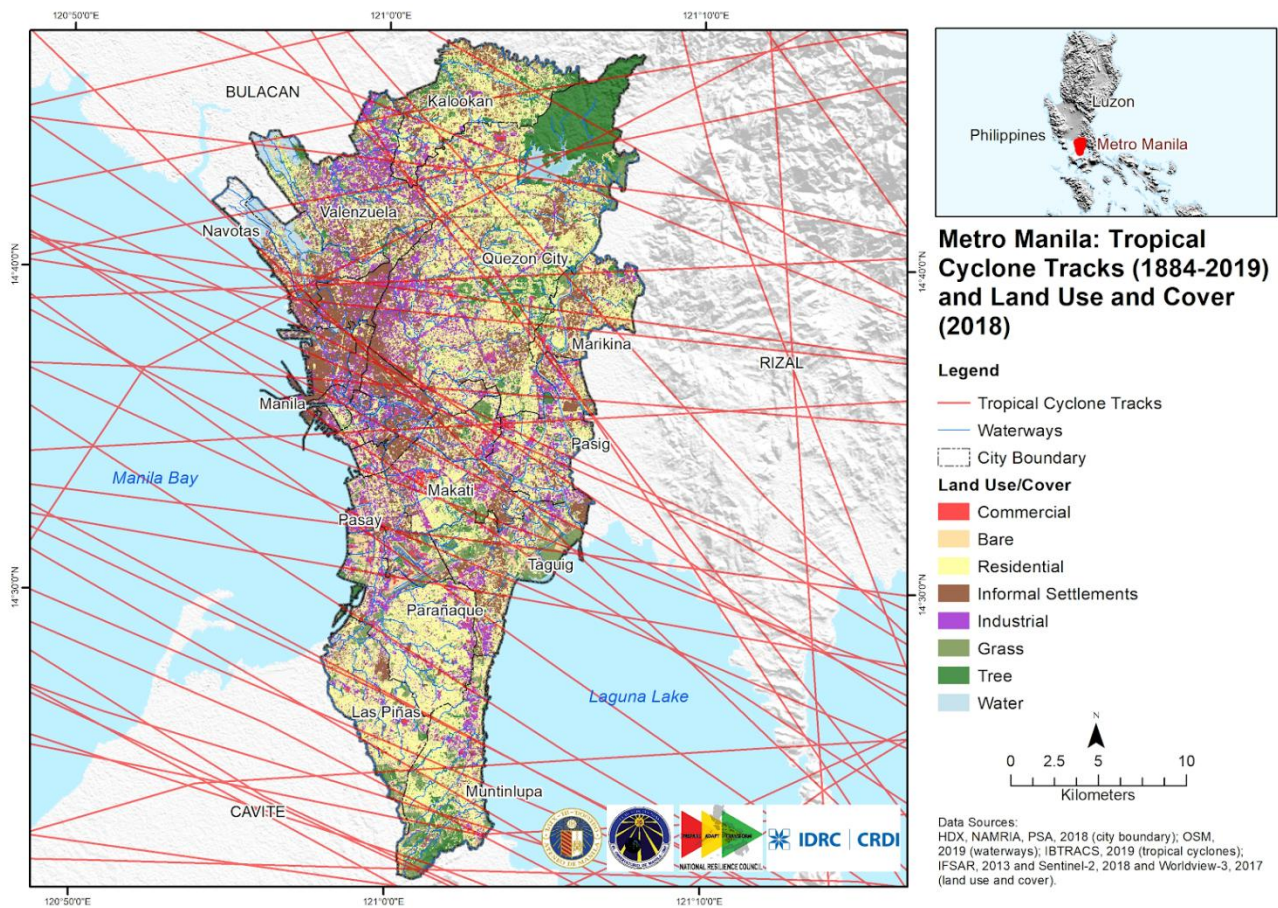 120°50'0"E
121°0'0"E
121°10'0"E
BULACAN
Kalookan
Valenzuela
Navotas
Quezon City
14°40'0"N
14°40'0"N
Marikina
RIZAL
Manila
Pasig
Manila Bay
Makati
Pasay
Taguig
14°30'0"N
14°30'0"N
Parañaque
Laguna Lake
Las Piñas
Muntinlupa
CAVITE
NATIONAL RESILIENCE COUNCIL
IDRC | CRDI
120°50'0"E
121°0'0"E
121°10'0"E
Luzon
Philippines
Metro Manila
Metro Manila: Tropical
Cyclone Tracks (1884-2019)
and Land Use and Cover
(2018)
Legend
Tropical Cyclone Tracks
Waterways
City Boundary
Land Use/Cover
Commercial
Bare
Residential
Informal Settlements
Industrial
Grass
Tree
Water
N
0 2.5 5 10
Kilometers
Data Sources:
HDX, NAMRIA, PSA, 2018 (city boundary); OSM,
2019 (waterways); IBTRACS, 2019 (tropical cyclones);
IFSAR, 2013 and Sentinel-2, 2018 and Worldview-3, 2017
(land use and cover).